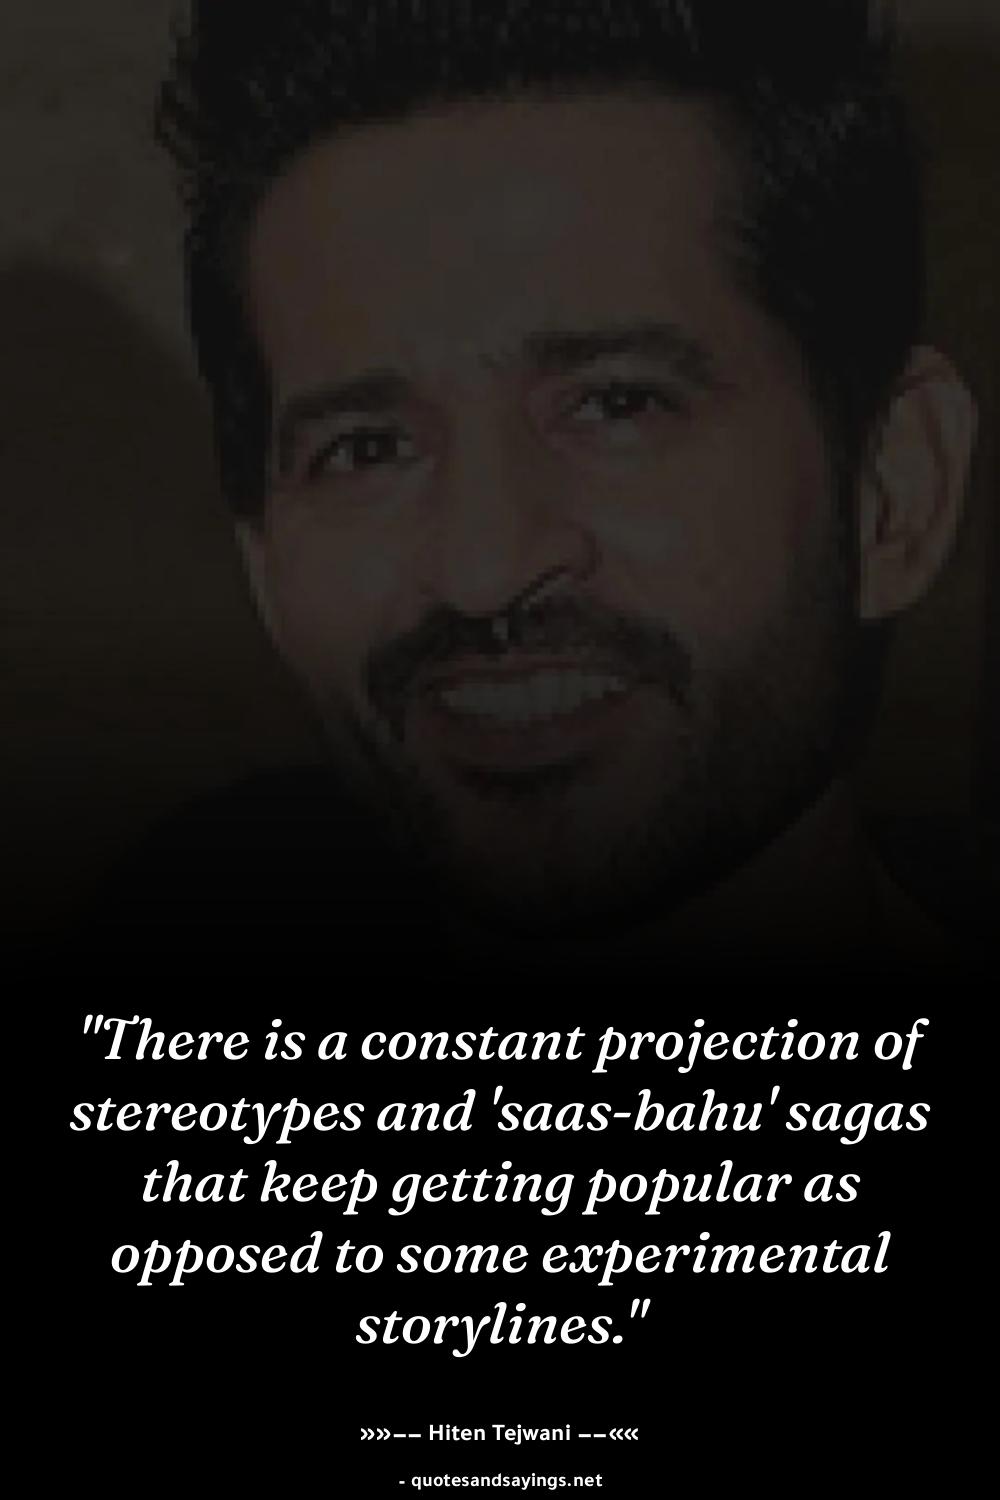 "There is a constant projection of
stereotypes and 'saas-bahu' sagas
that keep getting popular as
opposed to some experimental
storylines."
»»–– Hiten Tejwani ––««
- quotesandsayings.net